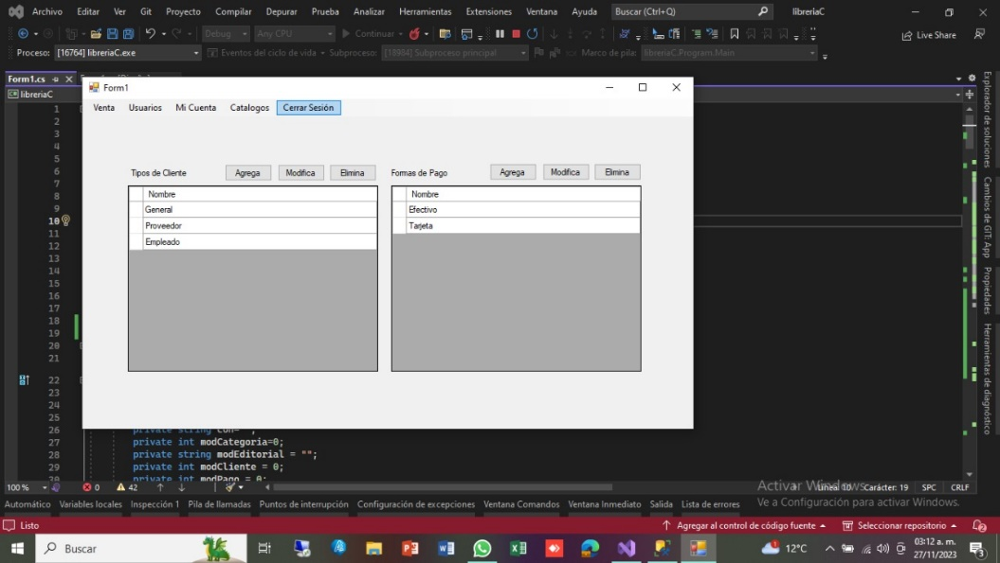 Archivo Editar Ver Git Proyecto Compilar Depurar Prueba Analizar Herramientas Extensiones Ventana Ayuda Buscar (Ctrl+Q) libreriaC
Debug Any CPU Continuar Live Share
Proceso: [16764] libreriaC.exe Eventos del ciclo de vida Subproceso: [18984] Subproceso principal Marco de pila: libreriaC.Program.Main
Form1.cs
libreriaC
Form1
Venta Usuarios Mi Cuenta Catalogos Cerrar Sesión
Tipos de Cliente Agrega Modifica Elimina Formas de Pago Agrega Modifica Elimina
Nombre Nombre
General Efectivo
Proveedor Tarjeta
Empleado
1
2
3
4
5
6
7
8
9
10
11
12
13
14
15
16
17
18
19
20
21
22
23
24
25
26 private string con= "";
27 private int modCategoria=0;
28 private string modEditorial = "";
29 private int modCliente = 0;
30 private int modPago = 0;
Explorador de soluciones
Cambios de GIT: App
Propiedades
Herramientas de diagnóstico
100 % 0 42 Línea: 10 Carácter: 19 SPC CRLF
Activar Windows
Ve a Configuración para activar Windows.
Automático Variables locales Inspección 1 Pila de llamadas Puntos de interrupción Configuración de excepciones Ventana Comandos Ventana Inmediato Salida Lista de errores
Listo Agregar al control de código fuente Seleccionar repositorio 2
Buscar 12°C 03:12 a. m.
27/11/2023 3